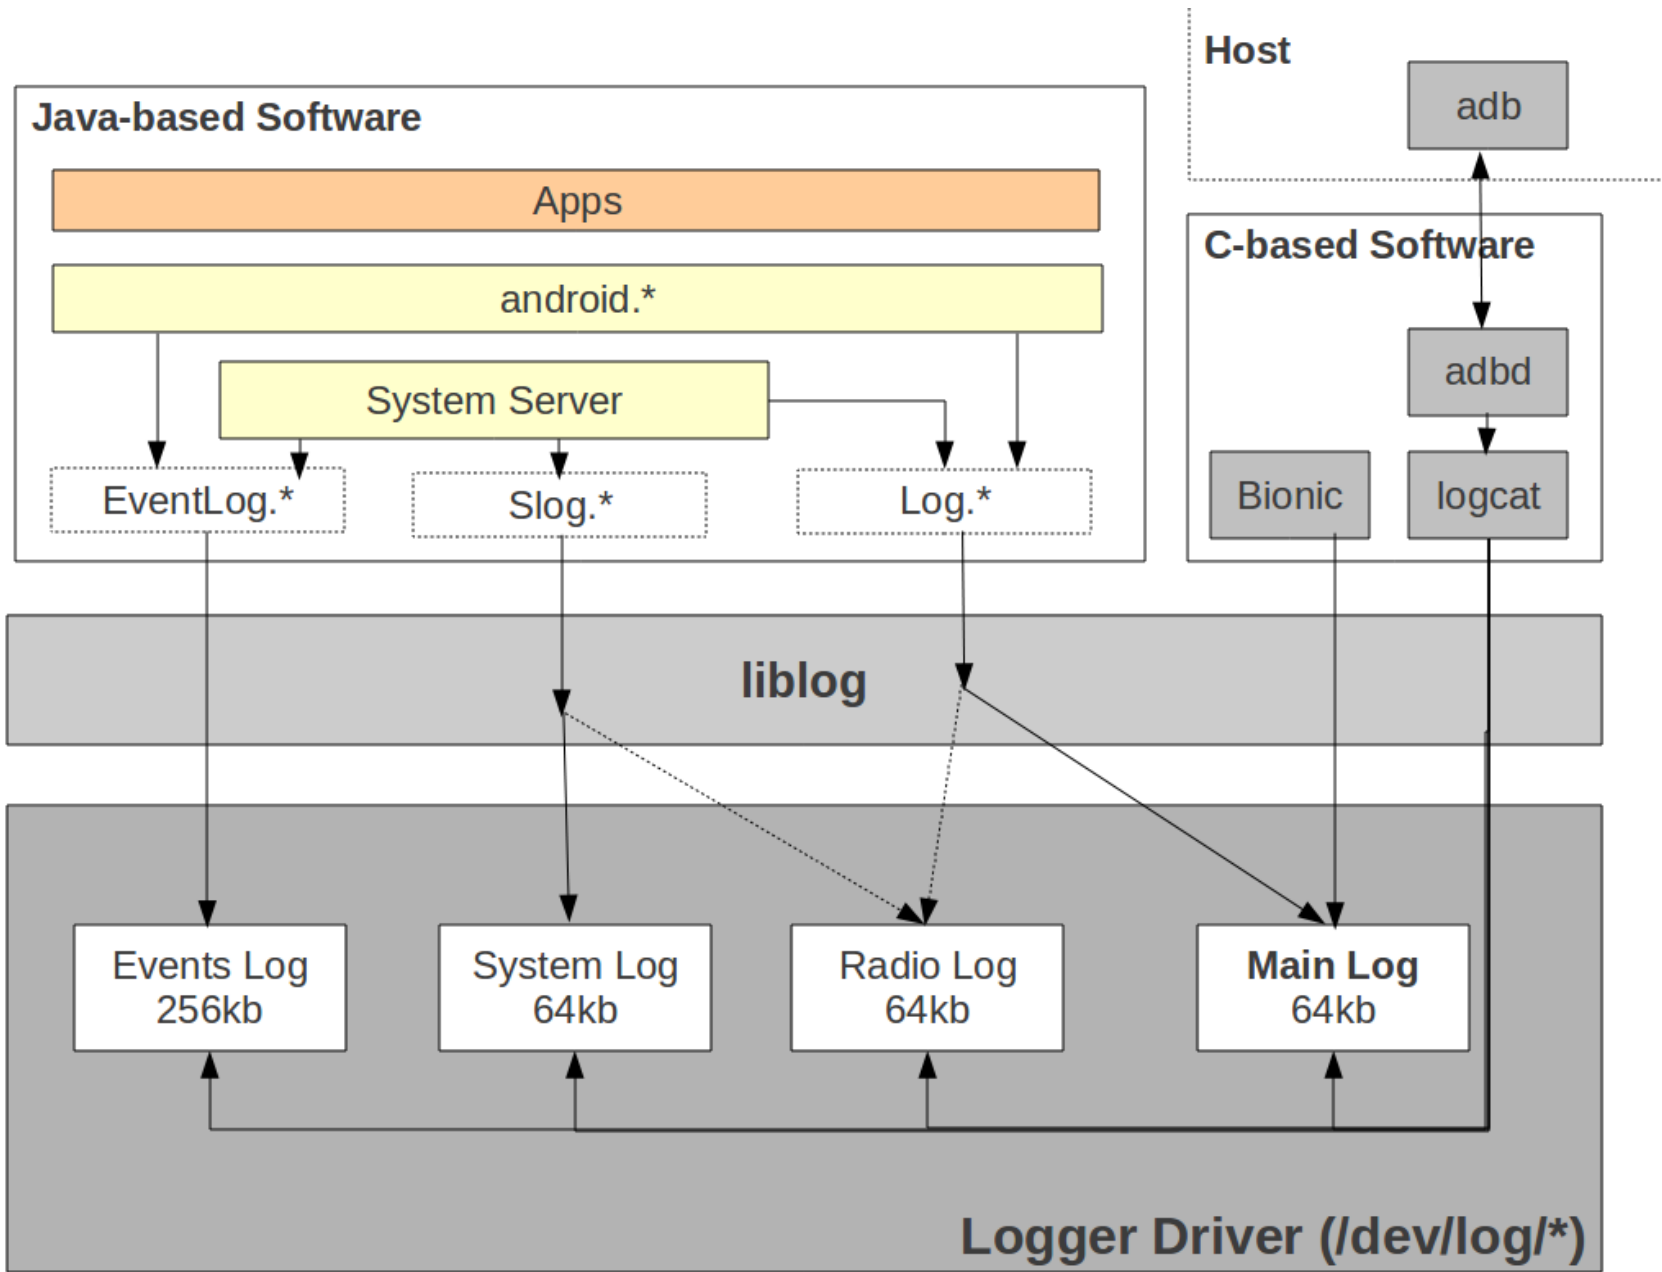 Host
adb
Java-based Software
Apps
android.*
System Server
EventLog.*
Slog.*
Log.*
C-based Software
adbd
Bionic
logcat
liblog
Events Log
256kb
System Log
64kb
Radio Log
64kb
Main Log
64kb
Logger Driver (/dev/log/*)